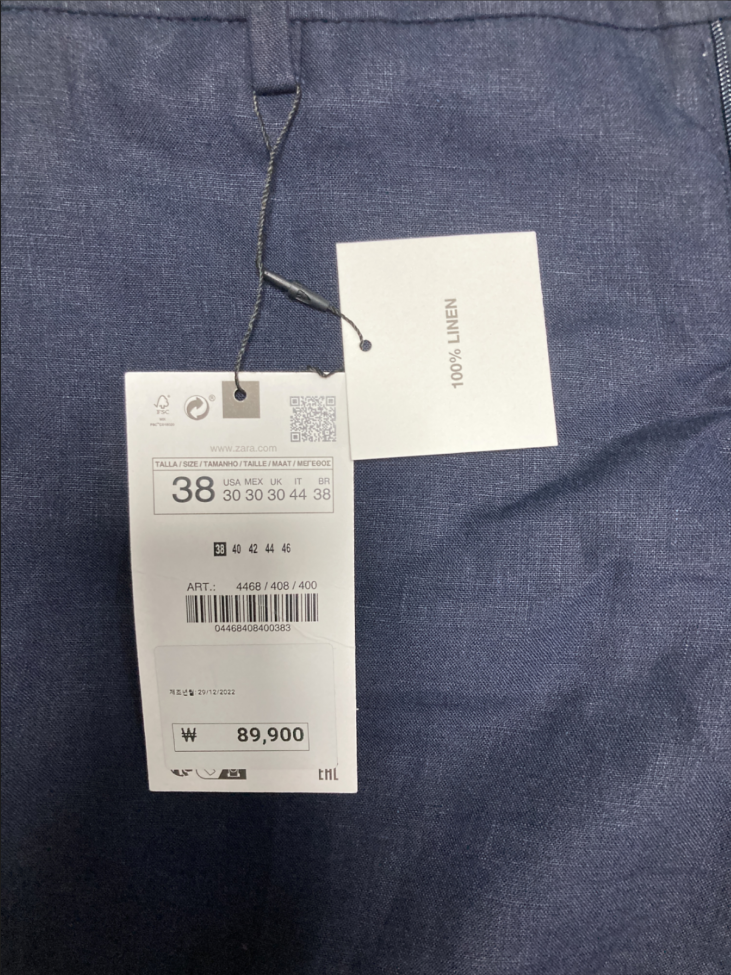 100% LINEN
FSC
www.zara.com
TALLA / SIZE / TAMANHO / TAILLE / MAAT / ΜΕΓΕΘΟΣ
38
USA MEX UK IT BR
30 30 30 44 38
38 40 42 44 46
ART.: 4468 / 408 / 400
04468408400383
제조년월: 29/12/2022
₩ 89,900